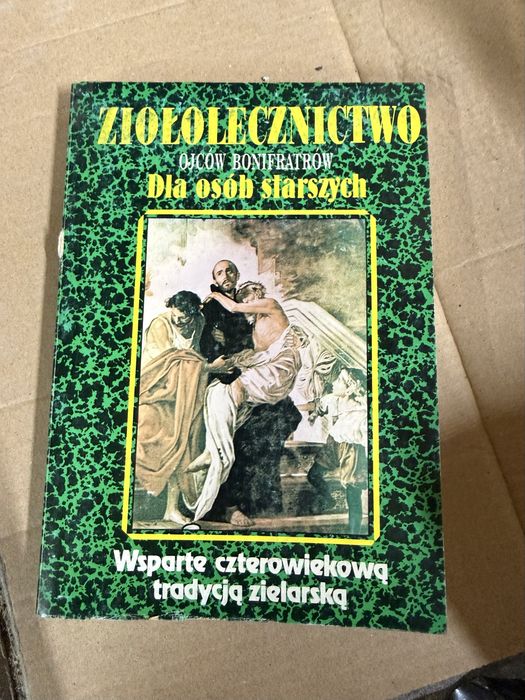 ZIOŁOLECZNICTWO
OJCÓW BONIFRATRÓW
Dla osób starszych
Wsparte czterowiekową
tradycją zielarską